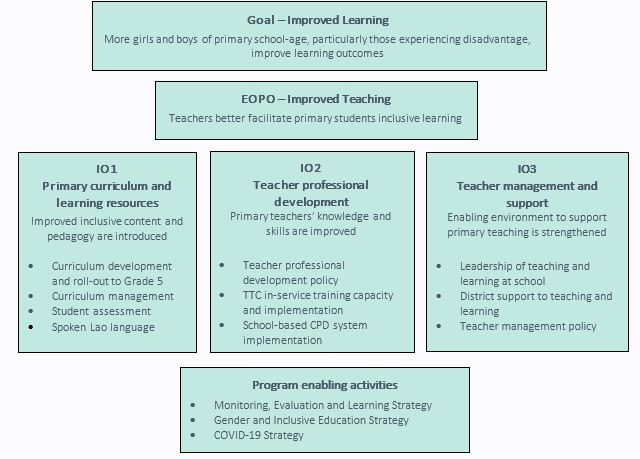 Goal – Improved Learning
More girls and boys of primary school-age, particularly those experiencing disadvantage,
improve learning outcomes
EOPO – Improved Teaching
Teachers better facilitate primary students inclusive learning
IO1
Primary curriculum and
learning resources
Improved inclusive content and
pedagogy are introduced
• Curriculum development
and roll-out to Grade 5
• Curriculum management
• Student assessment
• Spoken Lao language
IO2
Teacher professional
development
Primary teachers' knowledge and
skills are improved
• Teacher professional
development policy
• TTC in-service training capacity
and implementation
• School-based CPD system
implementation
IO3
Teacher management and
support
Enabling environment to support
primary teaching is strengthened
• Leadership of teaching and
learning at school
• District support to teaching and
learning
• Teacher management policy
Program enabling activities
• Monitoring, Evaluation and Learning Strategy
• Gender and Inclusive Education Strategy
• COVID-19 Strategy